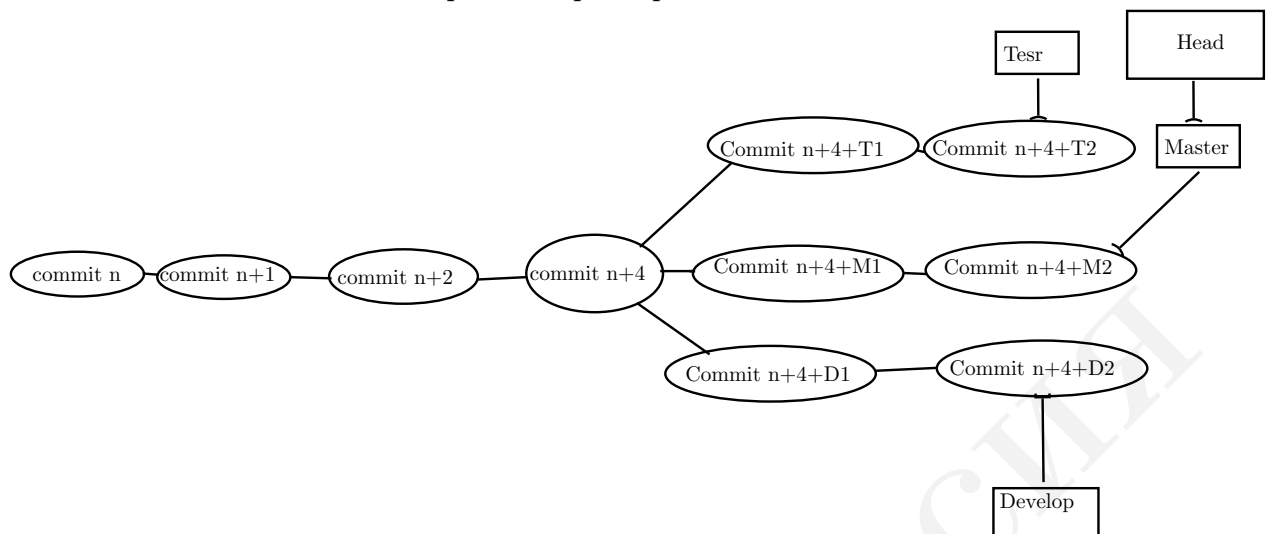 Head
Tesr
Master
Commit n+4+T1
Commit n+4+T2
commit n
commit n+1
commit n+2
commit n+4
Commit n+4+M1
Commit n+4+M2
Commit n+4+D1
Commit n+4+D2
Develop